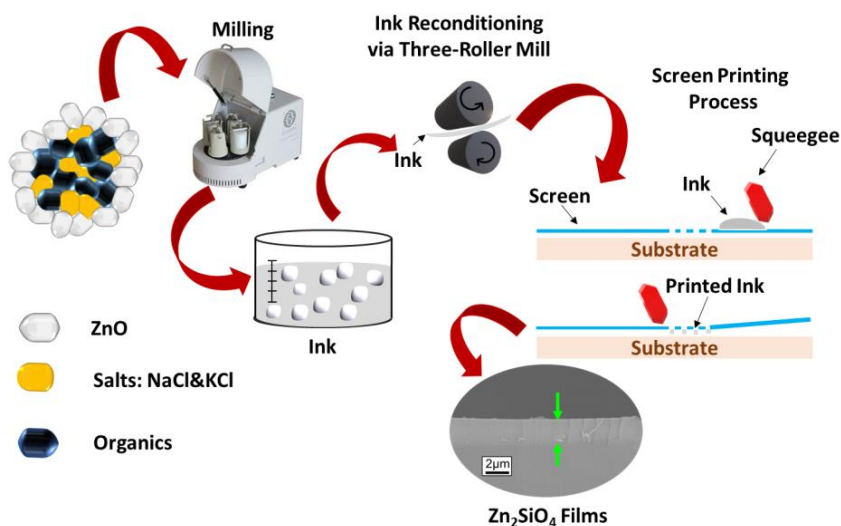 Milling
Ink Reconditioning
via Three-Roller Mill
Ink
Screen Printing
Process
Squeegee
Ink
Screen
Substrate
Printed Ink
Substrate
Ink
ZnO
Salts: NaCl&KCl
Organics
2μm
Zn₂SiO₄ Films